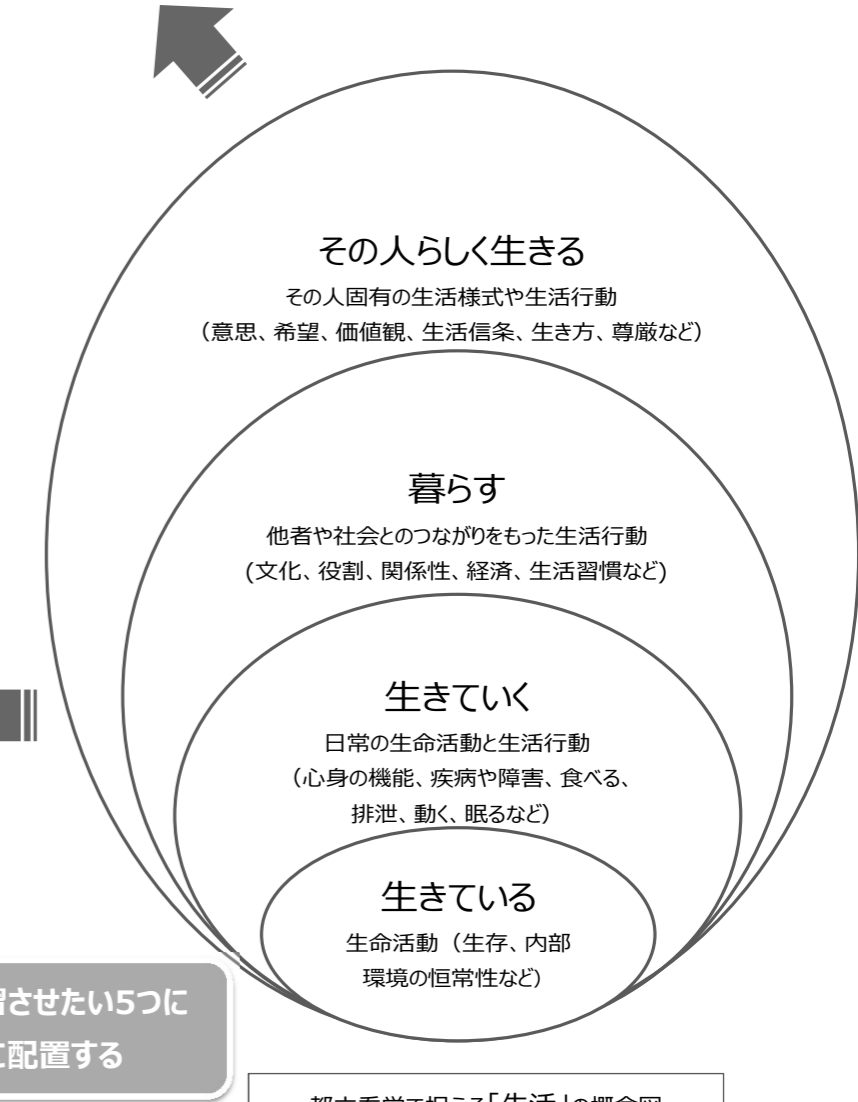 その人らしく生きる
その人固有の生活様式や生活行動
（意思、希望、価値観、生活信条、生き方、尊厳など）
暮らす
他者や社会とのつながりをもった生活行動
(文化、役割、関係性、経済、生活習慣など)
生きていく
日常の生命活動と生活行動
（心身の機能、疾病や障害、食べる、
排泄、動く、眠るなど）
生きている
生命活動（生存、内部
環境の恒常性など）
させたい5つに
配置する
「生活」の概念図